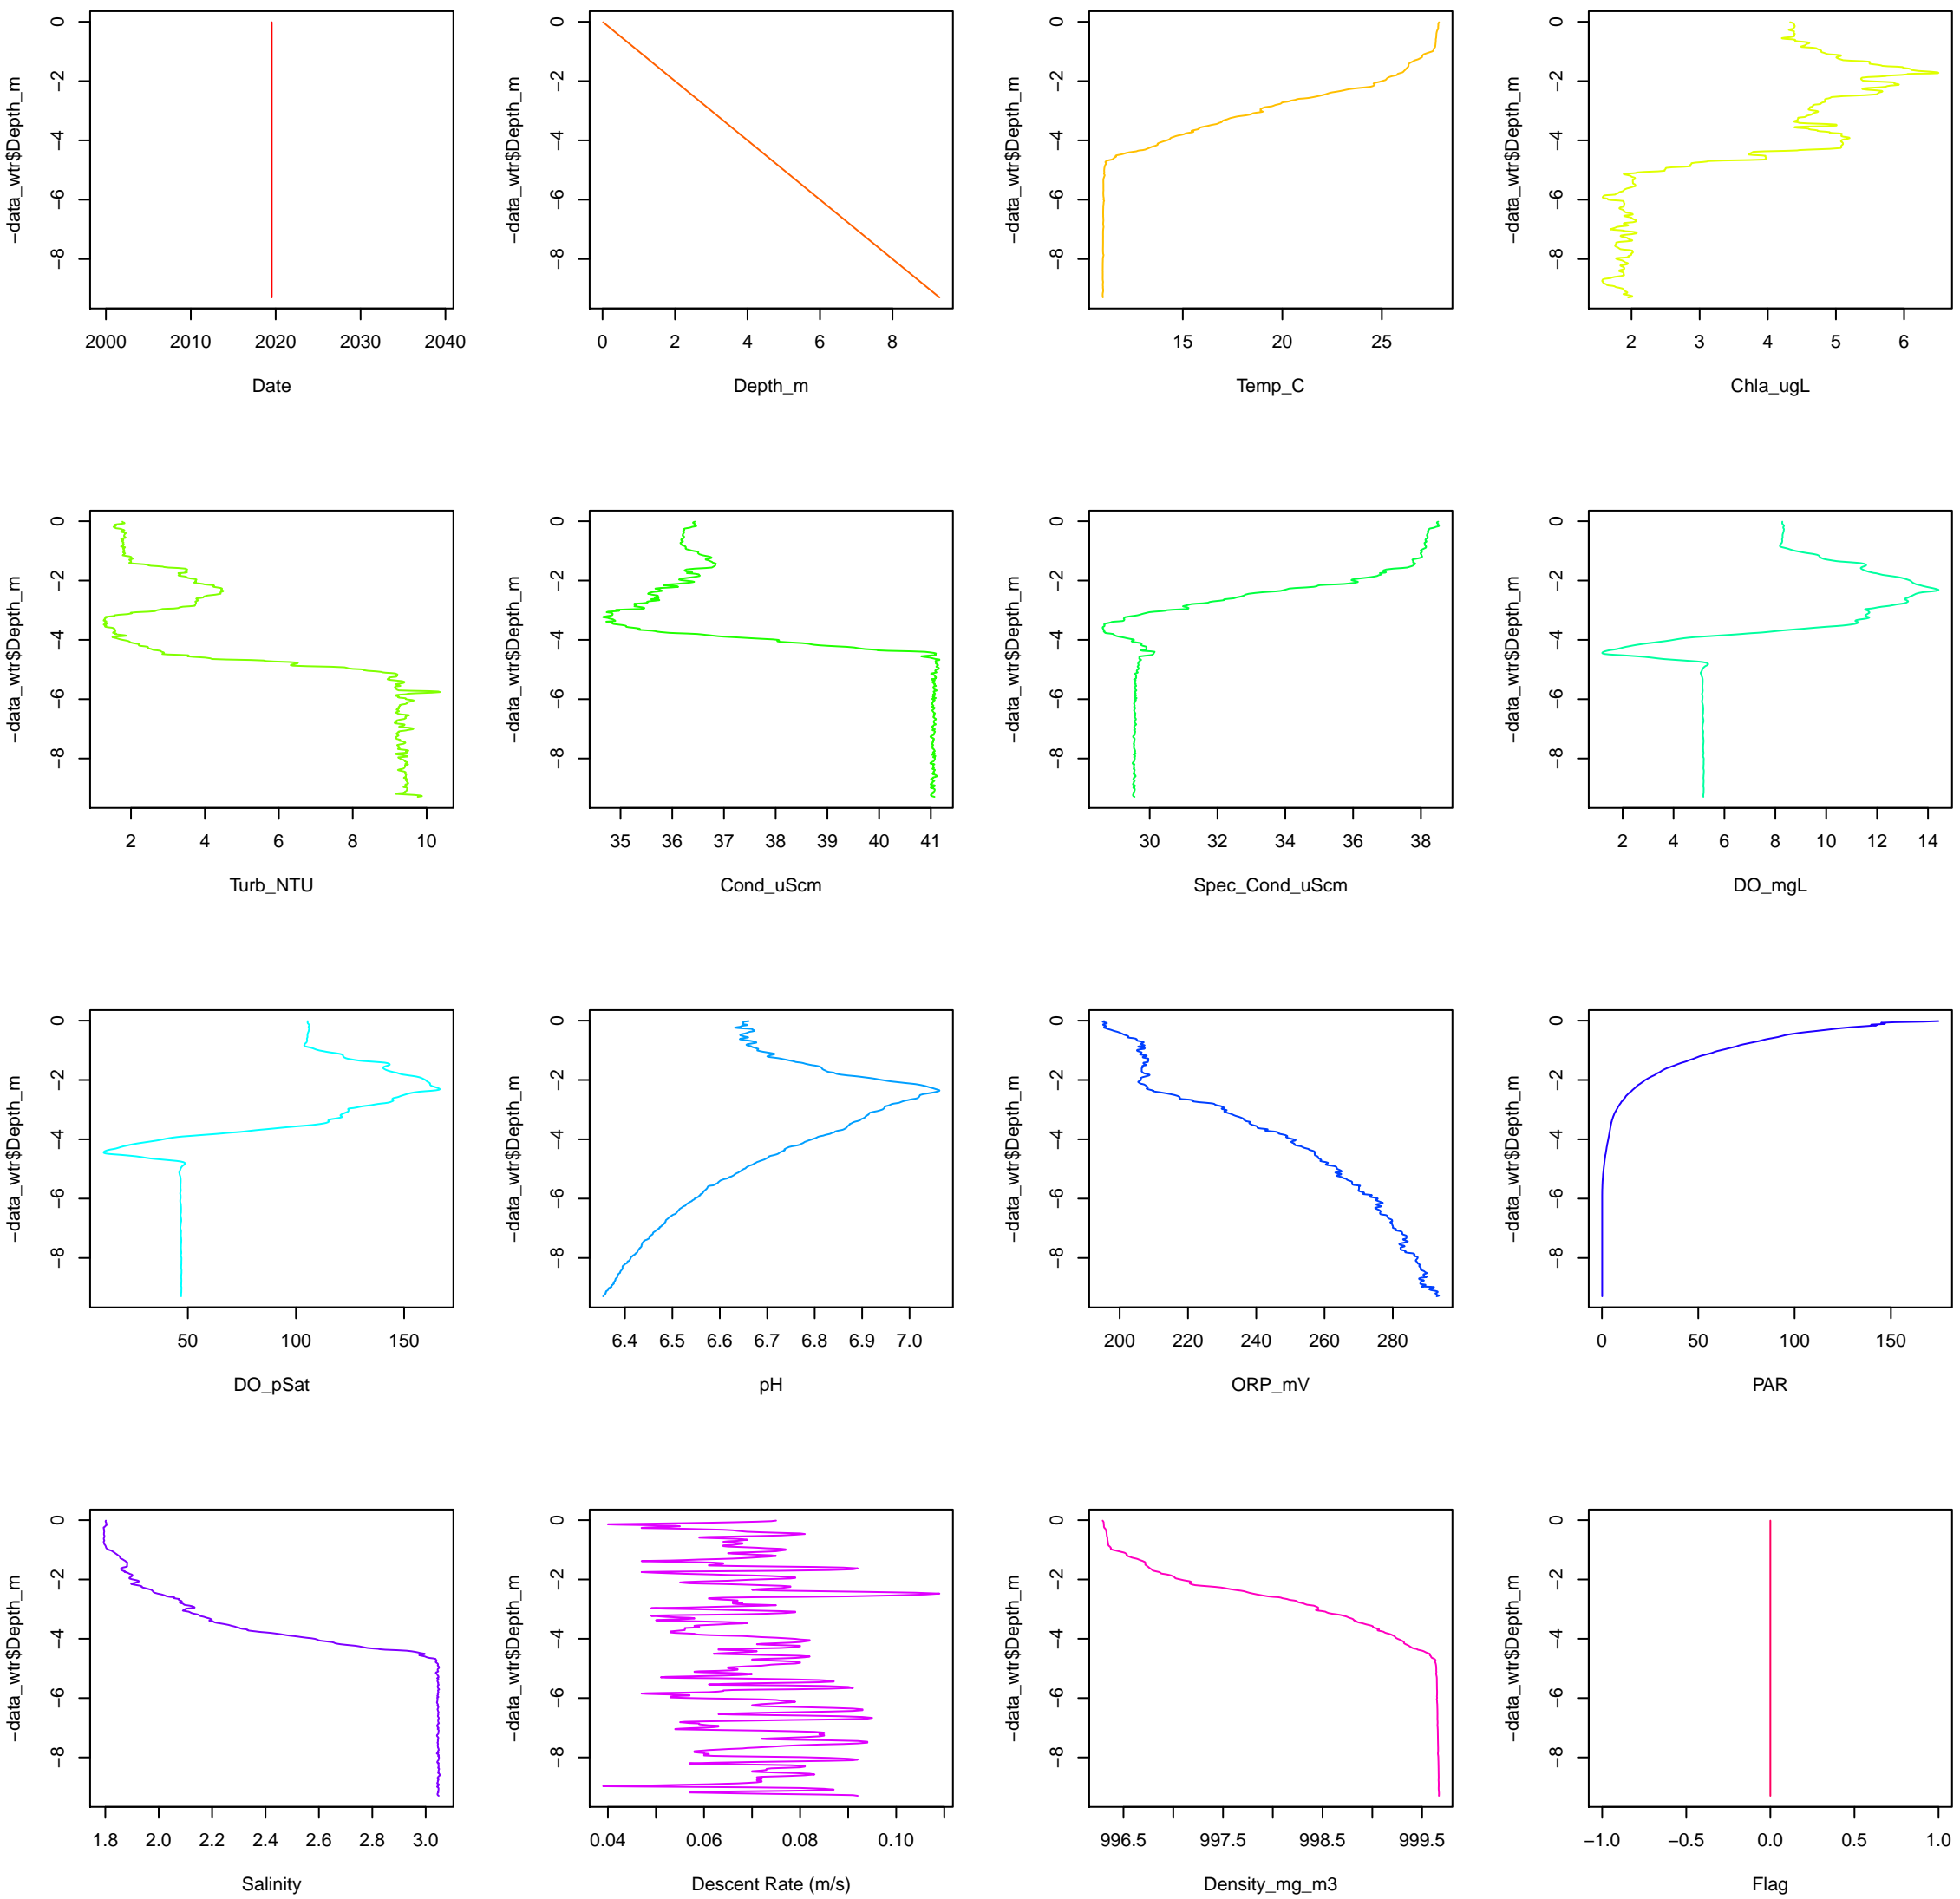 -data_wtr$Depth_m
0
−2
−4
−6
−8
2000 2010 2020 2030 2040
Date
−data_wtr$Depth_m
0
−2
−4
−6
−8
0 2 4 6 8
Depth_m
−data_wtr$Depth_m
0
−2
−4
−6
−8
15 20 25
Temp_C
−data_wtr$Depth_m
0
−2
−4
−6
−8
2 3 4 5 6
Chla_ugL
−data_wtr$Depth_m
0
−2
−4
−6
−8
2 4 6 8 10
Turb_NTU
−data_wtr$Depth_m
0
−2
−4
−6
−8
35 36 37 38 39 40 41
Cond_uScm
−data_wtr$Depth_m
0
−2
−4
−6
−8
30 32 34 36 38
Spec_Cond_uScm
−data_wtr$Depth_m
0
−2
−4
−6
−8
2 4 6 8 10 12 14
DO_mgL
−data_wtr$Depth_m
0
−2
−4
−6
−8
50 100 150
DO_pSat
−data_wtr$Depth_m
0
−2
−4
−6
−8
6.4 6.5 6.6 6.7 6.8 6.9 7.0
pH
−data_wtr$Depth_m
0
−2
−4
−6
−8
200 220 240 260 280
ORP_mV
−data_wtr$Depth_m
0
−2
−4
−6
−8
0 50 100 150
PAR
−data_wtr$Depth_m
0
−2
−4
−6
−8
1.8 2.0 2.2 2.4 2.6 2.8 3.0
Salinity
−data_wtr$Depth_m
0
−2
−4
−6
−8
0.04 0.06 0.08 0.10
Descent Rate (m/s)
−data_wtr$Depth_m
0
−2
−4
−6
−8
996.5 997.5 998.5 999.5
Density_mg_m3
−data_wtr$Depth_m
0
−2
−4
−6
−8
−1.0 −0.5 0.0 0.5 1.0
Flag